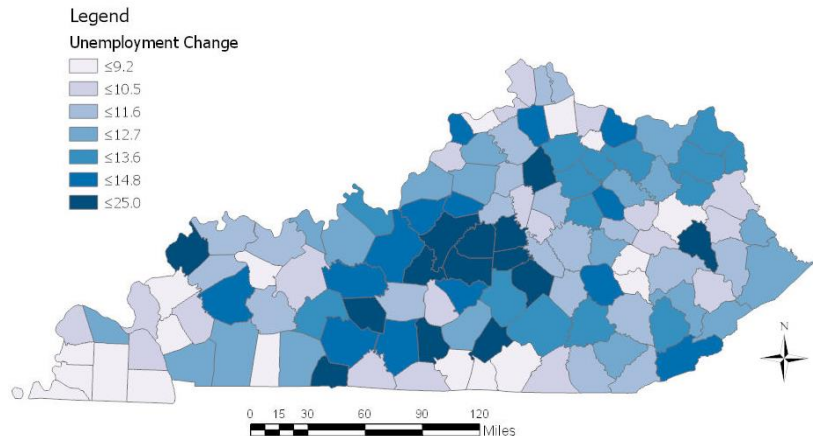 Legend
Unemployment Change
≤9.2
≤10.5
≤11.6
≤12.7
≤13.6
≤14.8
≤25.0
N
0 15 30 60 90 120
Miles